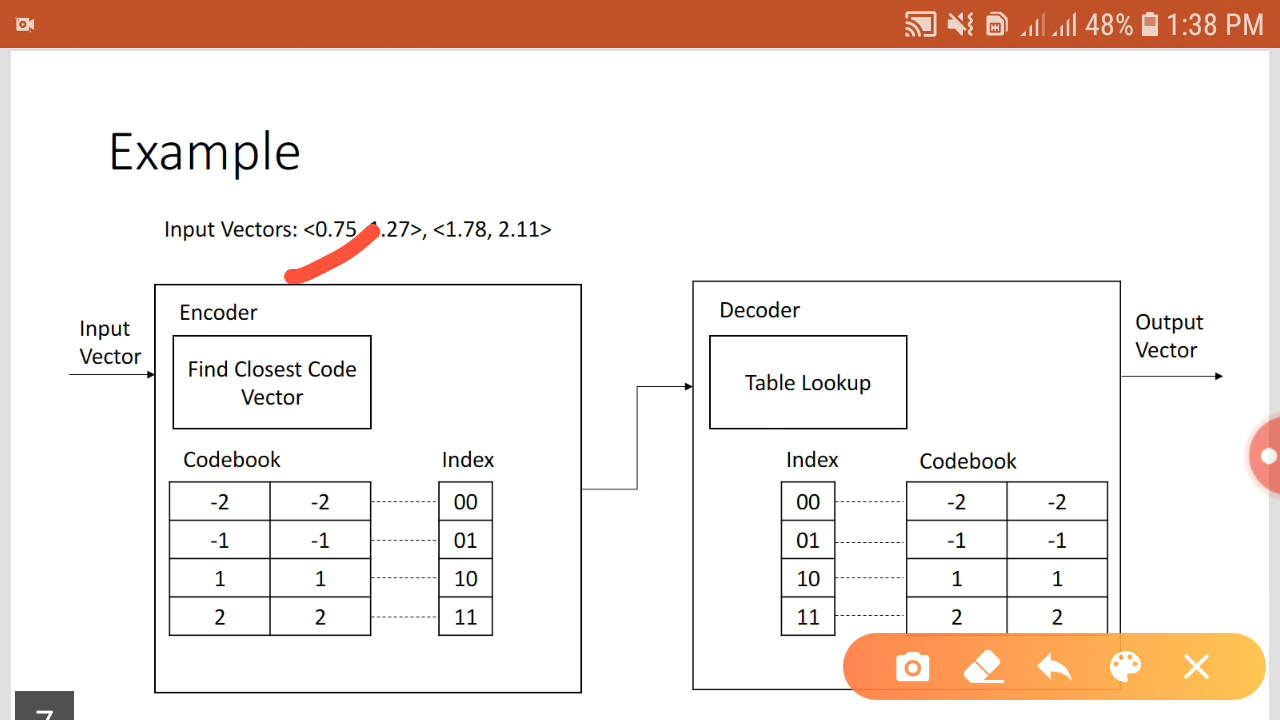 48% 1:38 PM
Example
Input Vectors: <0.75, 1.27>, <1.78, 2.11>
Encoder
Input
Vector
Find Closest Code
Vector
Codebook Index
-2 -2 00
-1 -1 01
1 1 10
2 2 11
Decoder
Table Lookup
Output
Vector
Index Codebook
00 -2 -2
01 -1 -1
10 1 1
11 2 2